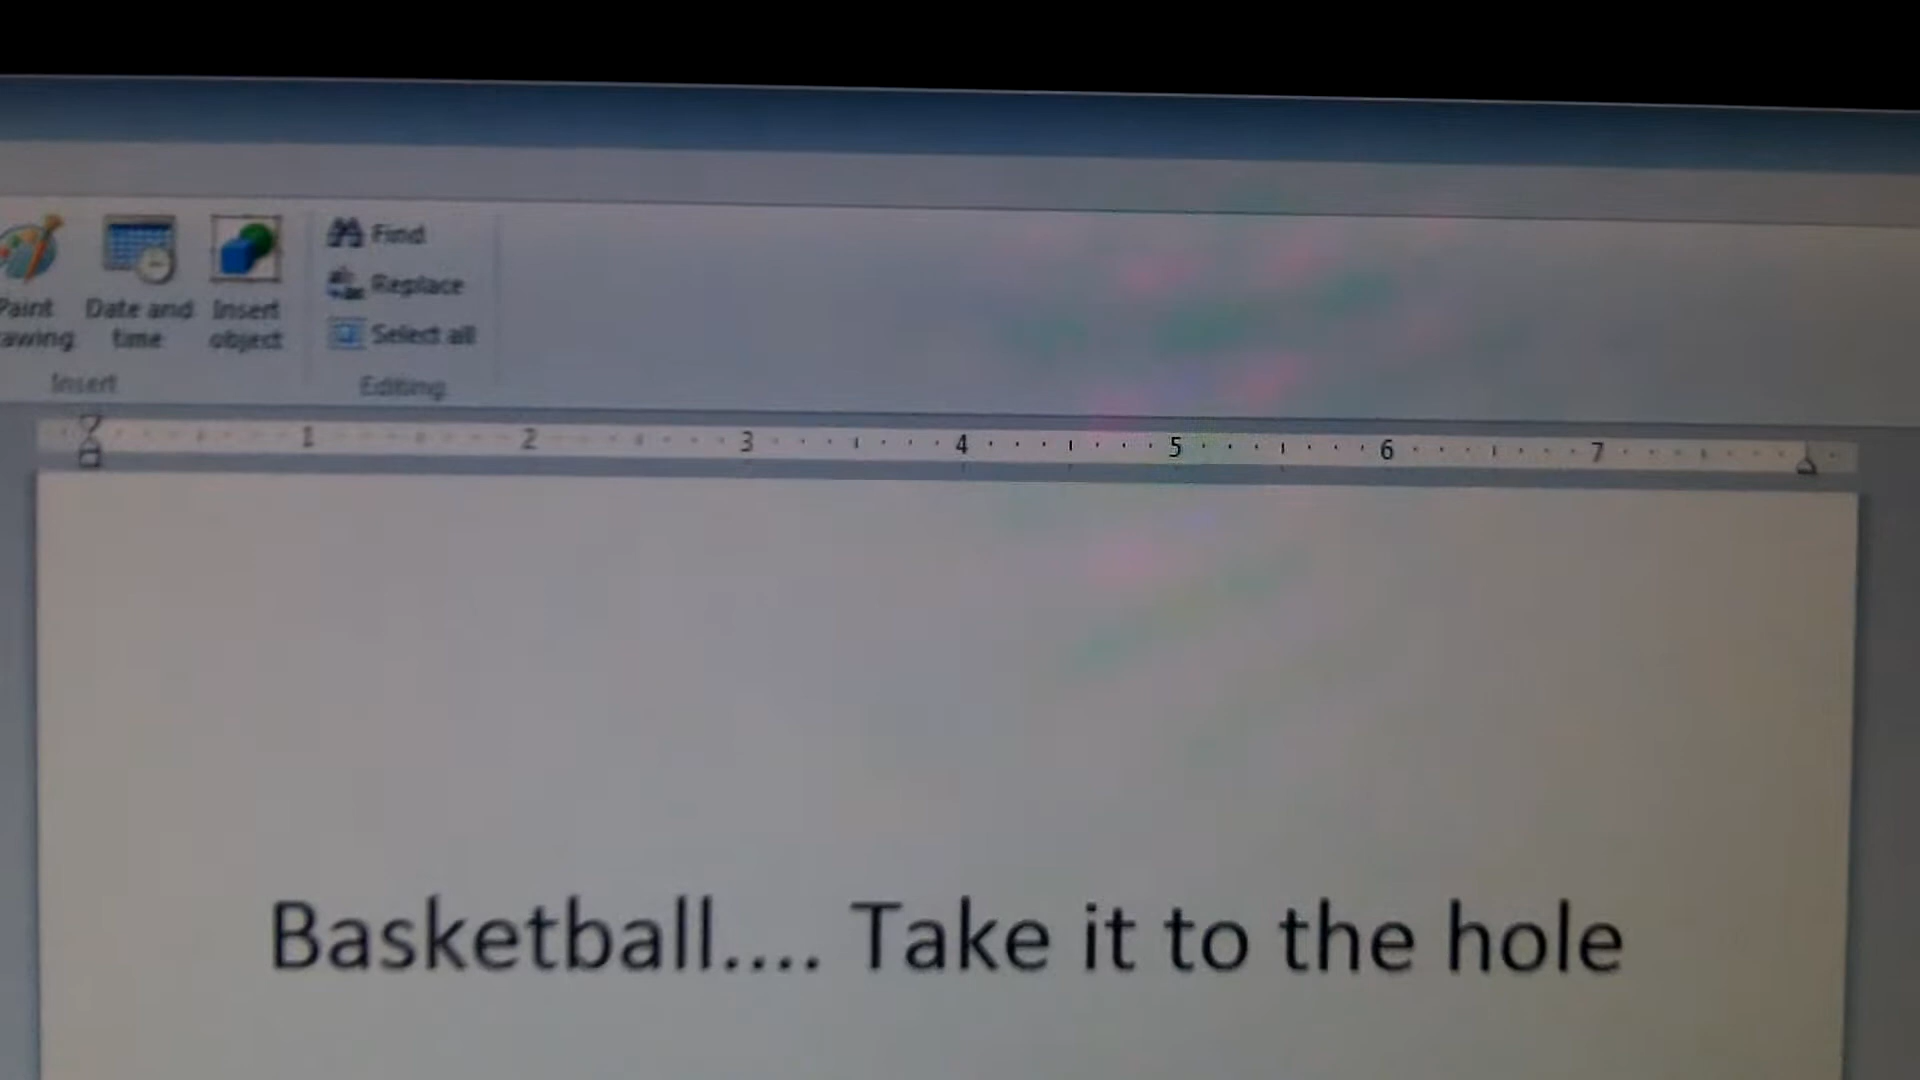 Find
Replace
Paint Date and Insert
awing time object
Select all
Insert Editing
1 2 3 4 5 6 7
Basketball.... Take it to the hole